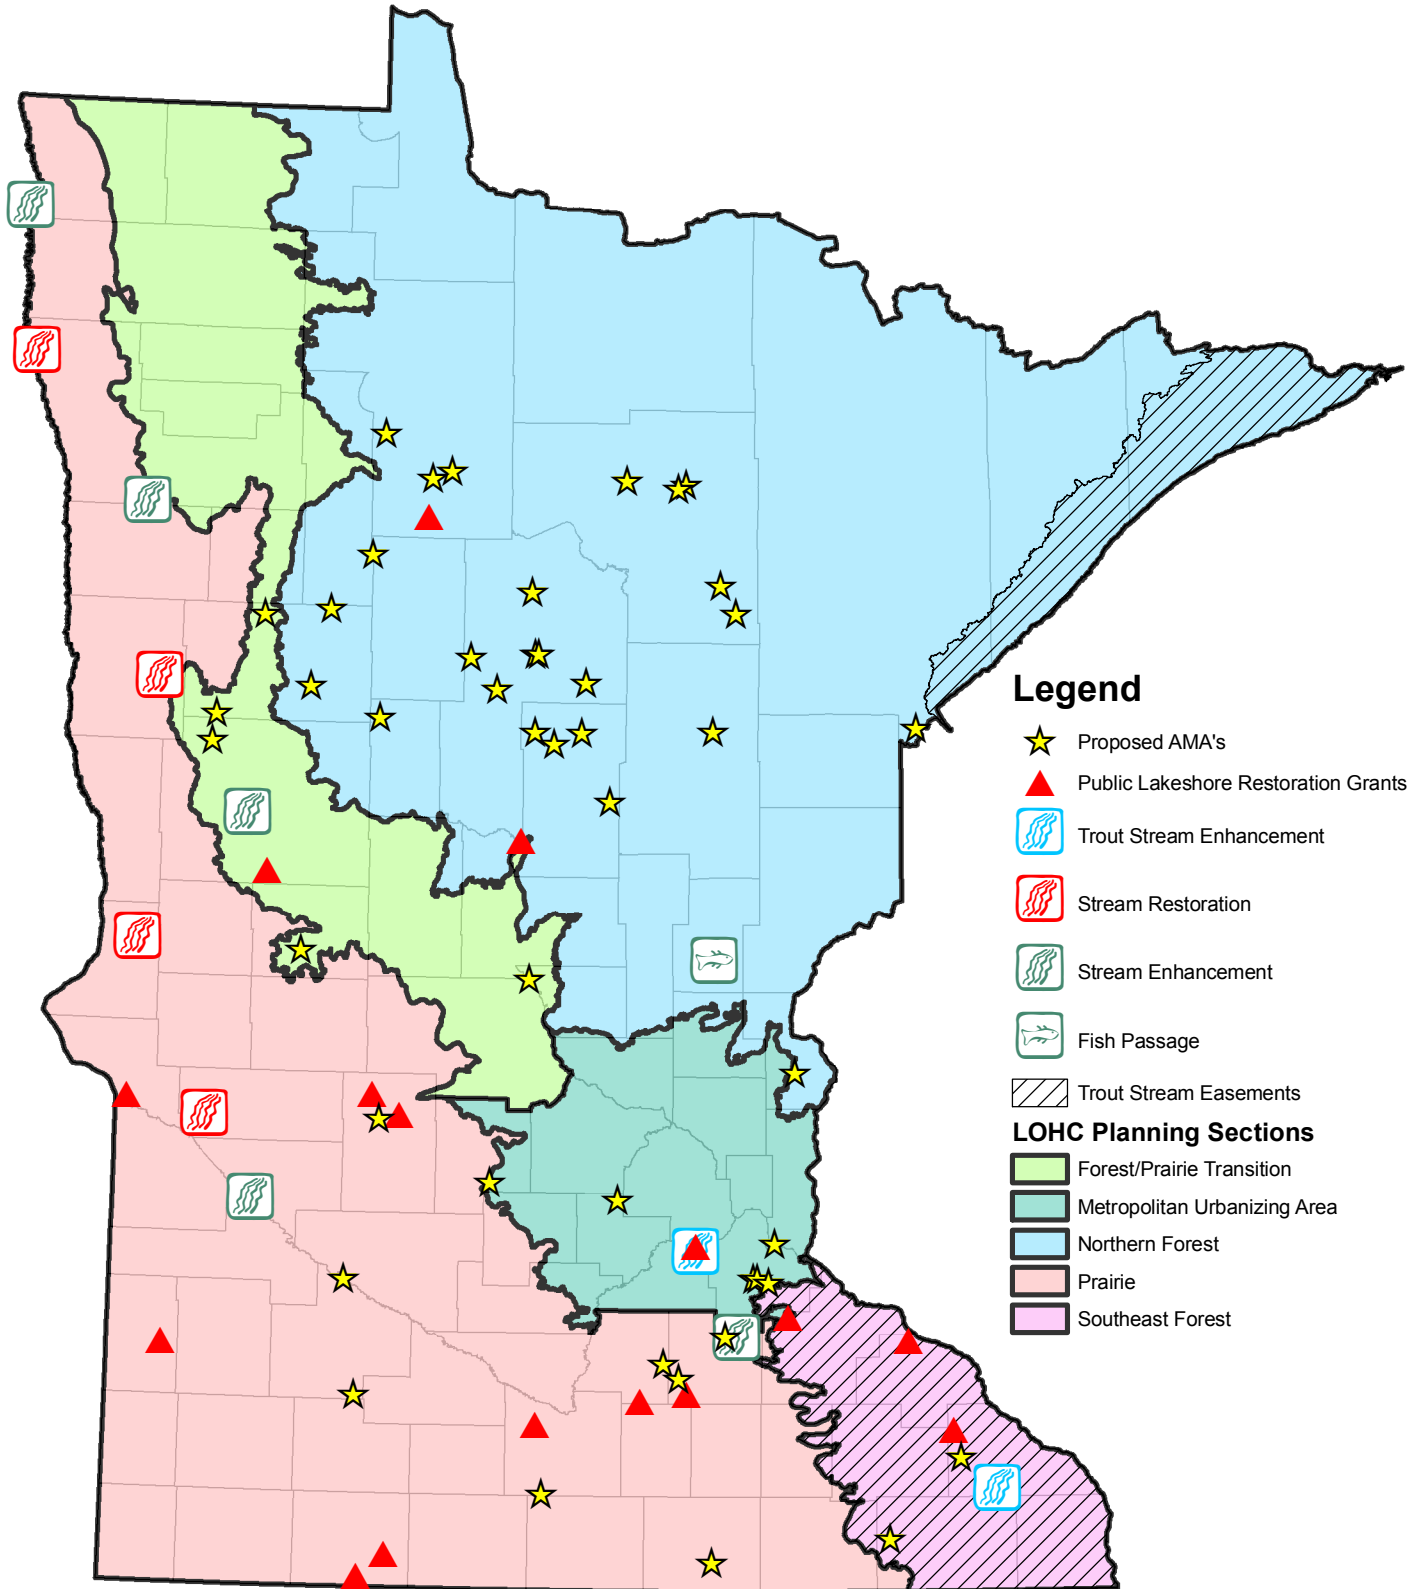 Legend
Proposed AMA's
Public Lakeshore Restoration Grants
Trout Stream Enhancement
Stream Restoration
Stream Enhancement
Fish Passage
Trout Stream Easements
LOHC Planning Sections
Forest/Prairie Transition
Metropolitan Urbanizing Area
Northern Forest
Prairie
Southeast Forest